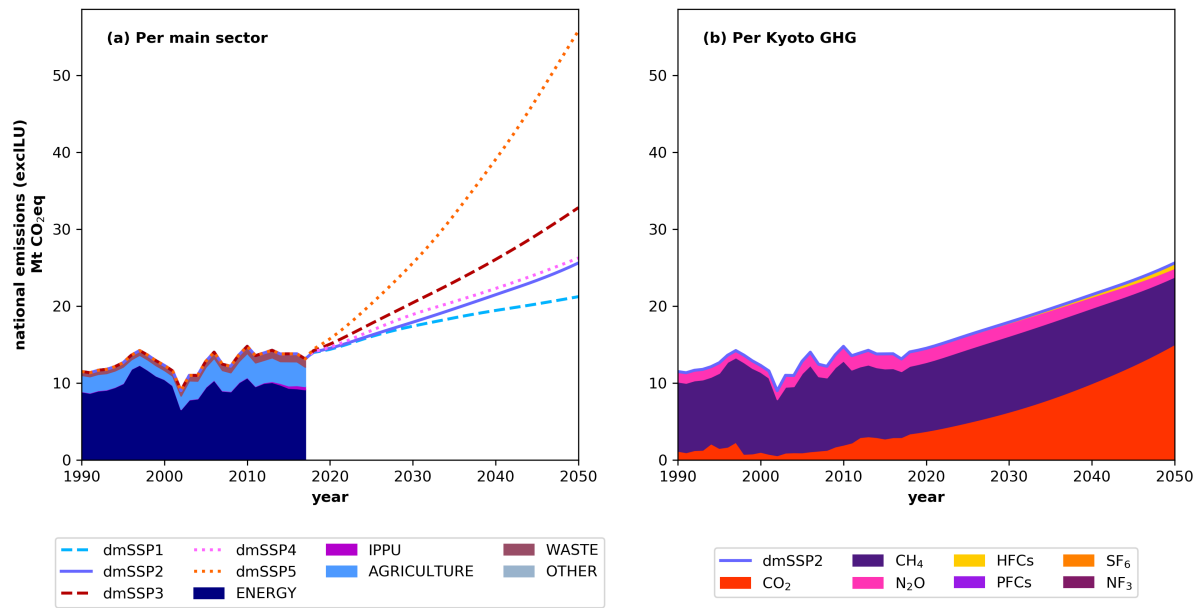 (a) Per main sector
(b) Per Kyoto GHG
national emissions (exclLU)
Mt CO₂eq
50
40
30
20
10
0
1990 2000 2010 2020 2030 2040 2050
year
50
40
30
20
10
0
1990 2000 2010 2020 2030 2040 2050
year
dmSSP1 dmSSP4 IPPU WASTE
dmSSP2 dmSSP5 AGRICULTURE OTHER
dmSSP3 ENERGY
dmSSP2 CH₄ HFCs SF₆
CO₂ N₂O PFCs NF₃